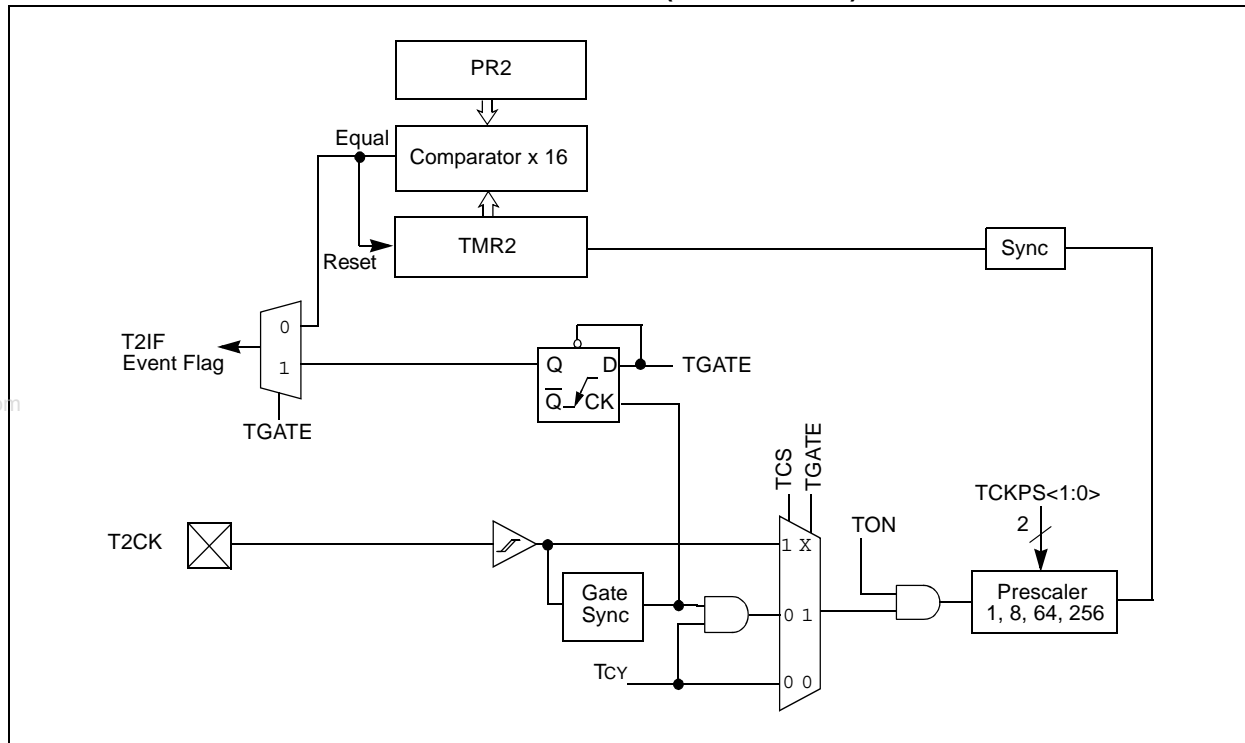 PR2
Equal
Comparator x 16
TMR2
Reset
Sync
0
T2IF
Event Flag
1
Q
D
TGATE
Q
CK
TGATE
TCS
TGATE
TCKPS<1:0>
2
TON
T2CK
1 X
Gate
Sync
0 1
Prescaler
1, 8, 64, 256
TCY
0 0